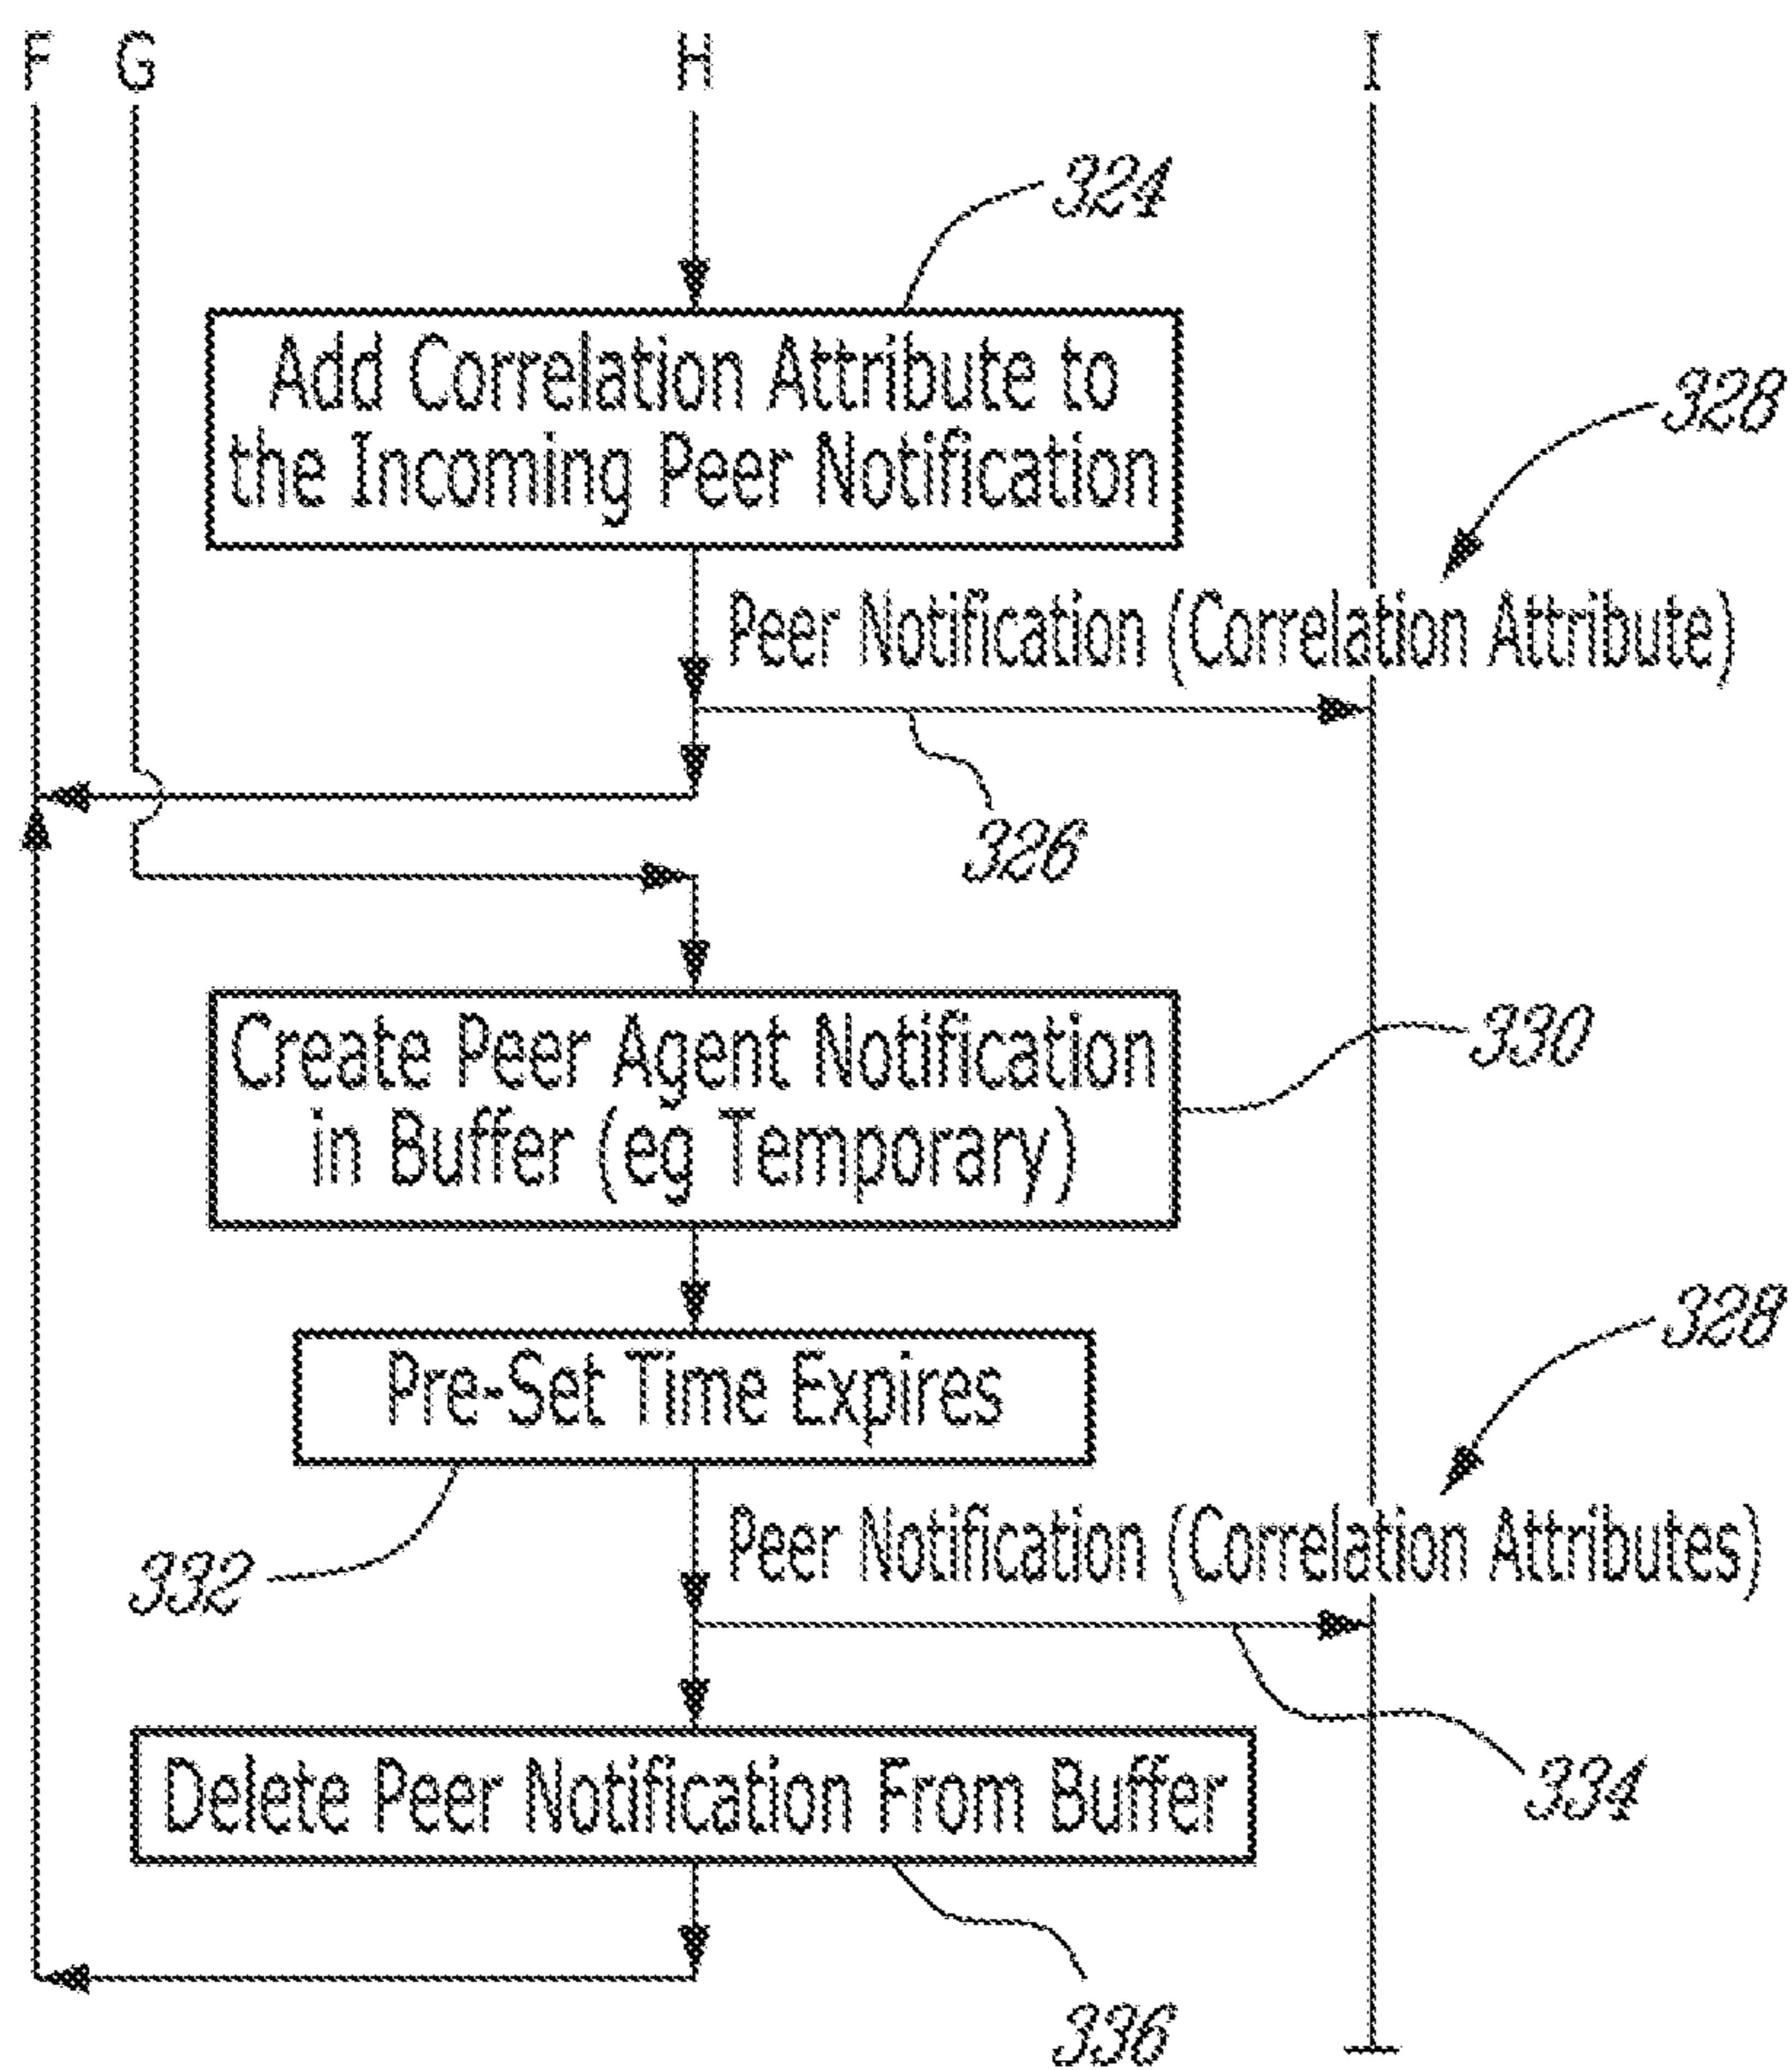 F G H I
324
Add Correlation Attribute to
the Incoming Peer Notification
328
Peer Notification (Correlation Attribute)
326
Create Peer Agent Notification
in Buffer (eg Temporary)
330
Pre-Set Time Expires
328
Peer Notification (Correlation Attributes)
332
Delete Peer Notification From Buffer
334
336